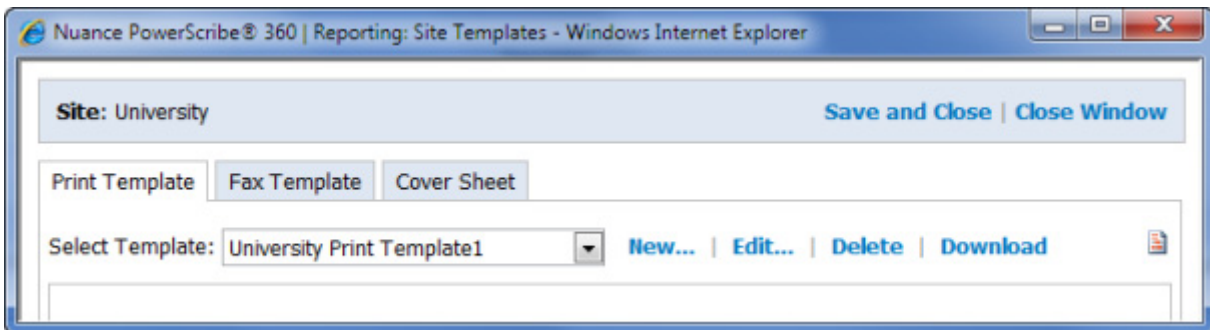 Nuance PowerScribe® 360 | Reporting: Site Templates - Windows Internet Explorer
Site: University Save and Close | Close Window
Print Template Fax Template Cover Sheet
Select Template: University Print Template1 New... | Edit... | Delete | Download